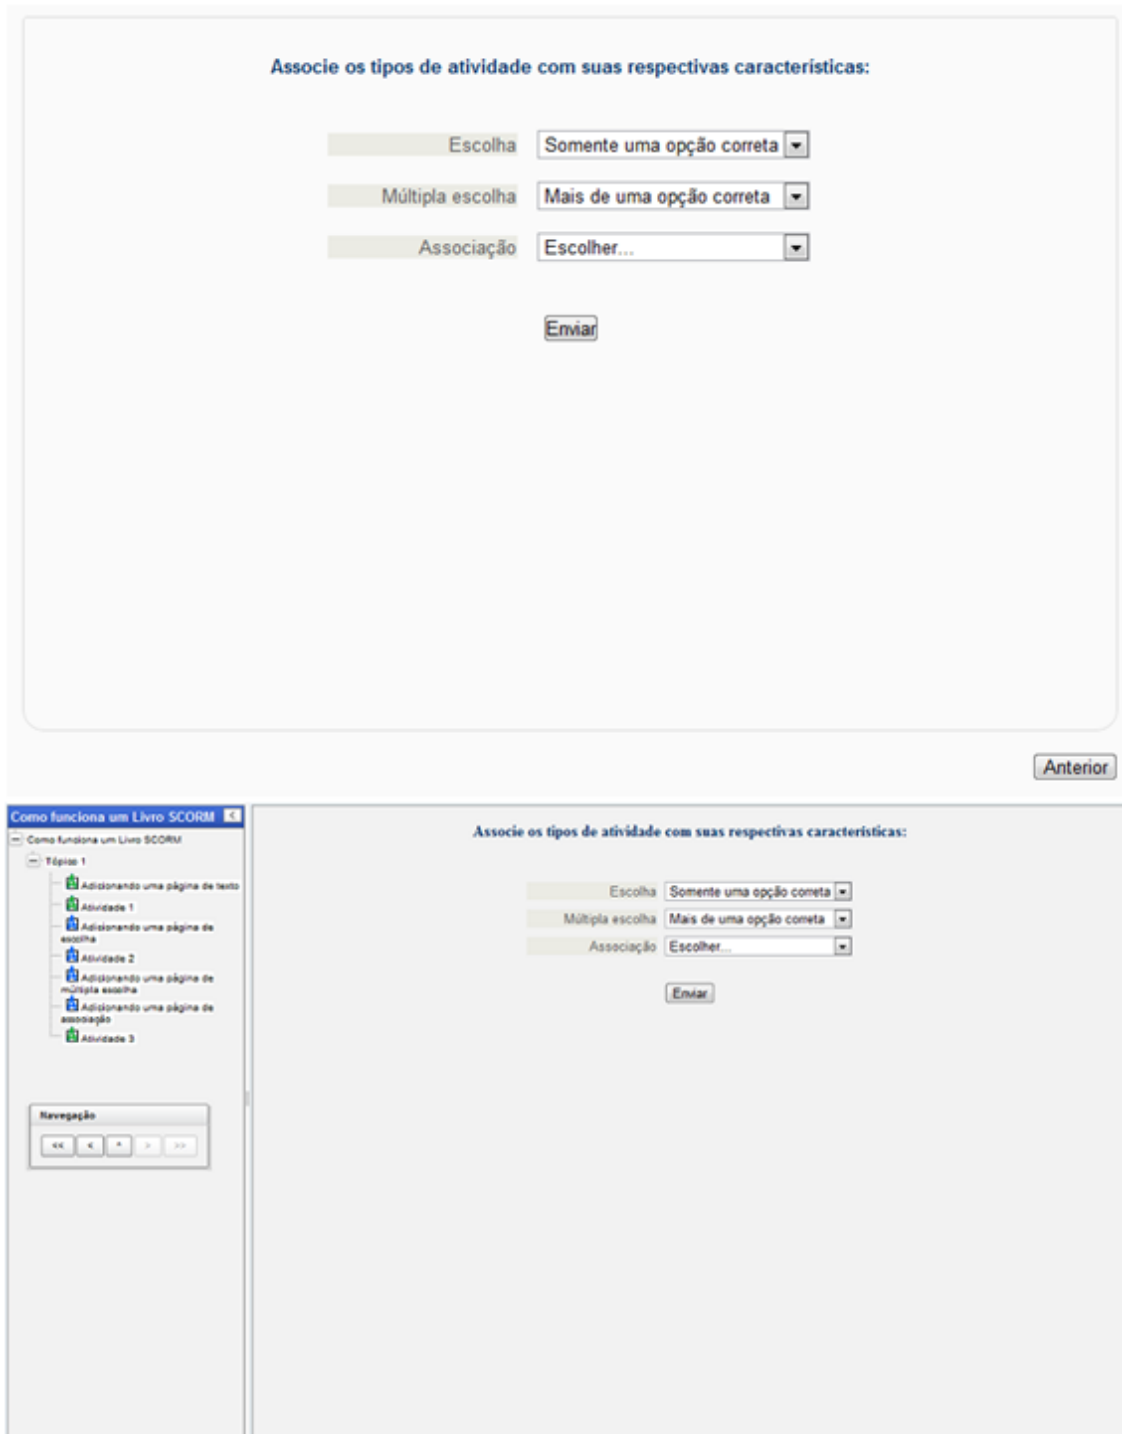 Associe os tipos de atividade com suas respectivas características:
Escolha Somente uma opção correta
Múltipla escolha Mais de uma opção correta
Associação Escolher...
Enviar
Anterior
Como funciona um Livro SCORM <
Como funciona um Livro SCORM
Tópico 1
Adicionando uma página de texto
Atividade 1
Adicionando uma página de
escolha
Atividade 2
Adicionando uma página de
múltipla escolha
Adicionando uma página de
associação
Atividade 3
Navegação
<< < ^ > >>
Associe os tipos de atividade com suas respectivas características:
Escolha Somente uma opção correta
Múltipla escolha Mais de uma opção correta
Associação Escolher...
Enviar